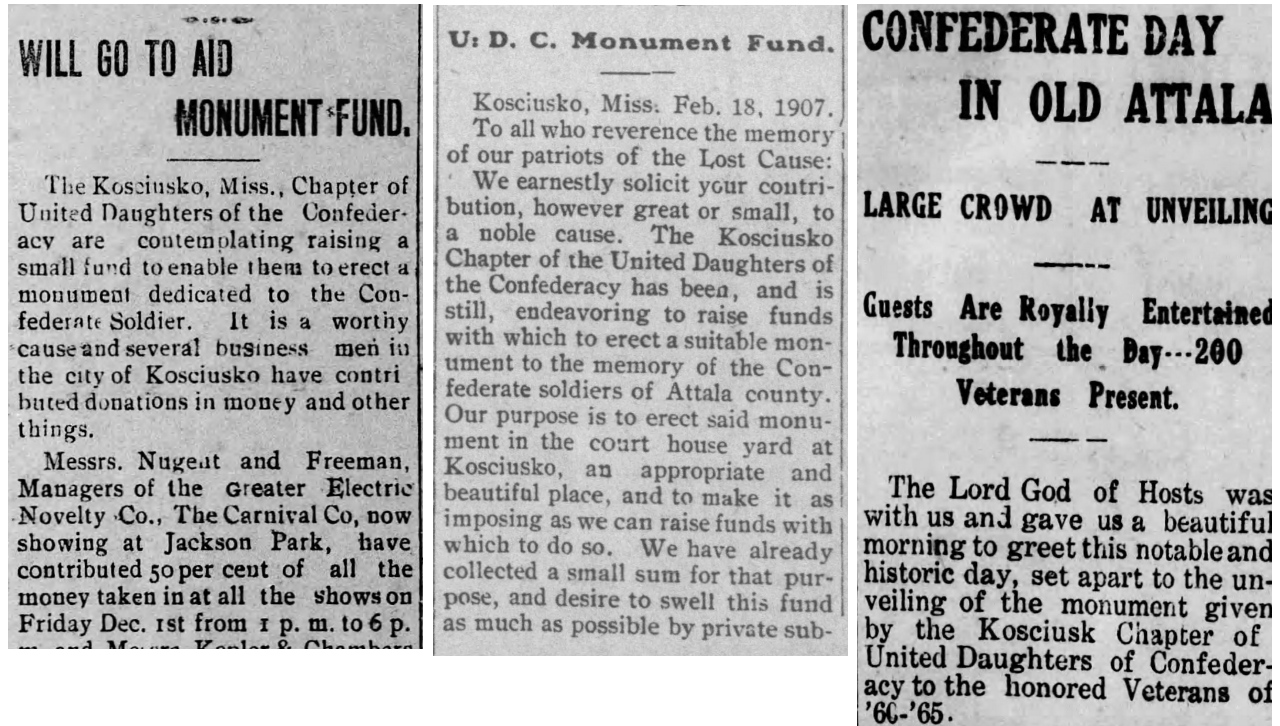 WILL GO TO AID
MONUMENT FUND.
The Kosciusko, Miss., Chapter of
United Daughters of the Confeder-
acy are contemplating raising a
small fund to enable them to erect a
monument dedicated to the Con-
federate Soldier. It is a worthy
cause and several business men in
the city of Kosciusko have contri
buted donations in money and other
things.
Messrs. Nugent and Freeman,
Managers of the Greater Electric
Novelty Co., The Carnival Co, now
showing at Jackson Park, have
contributed 50 per cent of all the
money taken in at all the shows on
Friday Dec. 1st from 1 p. m. to 6 p.
m and Messrs Kepler & Chambers
U: D. C. Monument Fund.
Kosciusko, Miss. Feb. 18, 1907.
To all who reverence the memory
of our patriots of the Lost Cause:
We earnestly solicit your contri-
bution, however great or small, to
a noble cause. The Kosciusko
Chapter of the United Daughters of
the Confederacy has been, and is
still, endeavoring to raise funds
with which to erect a suitable mon-
ument to the memory of the Con-
federate soldiers of Attala county.
Our purpose is to erect said monu-
ment in the court house yard at
Kosciusko, an appropriate and
beautiful place, and to make it as
imposing as we can raise funds with
which to do so. We have already
collected a small sum for that pur-
pose, and desire to swell this fund
as much as possible by private sub-
CONFEDERATE DAY
IN OLD ATTALA
LARGE CROWD AT UNVEILING
Guests Are Royally Entertained
Throughout the Day---200
Veterans Present.
The Lord God of Hosts was
with us and gave us a beautiful
morning to greet this notable and
historic day, set apart to the un-
veiling of the monument given
by the Kosciusk Chapter of
United Daughters of Confeder-
acy to the honored Veterans of
'60-'65.